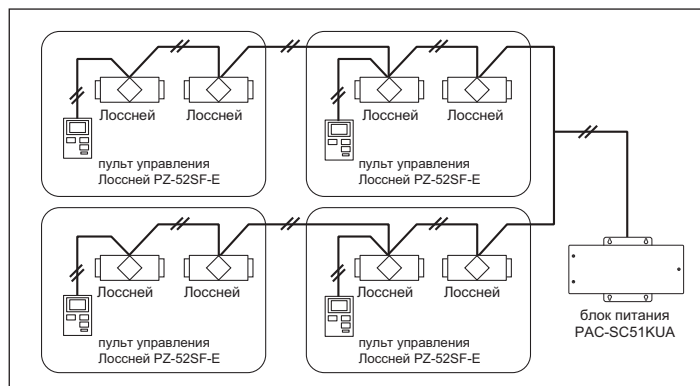 Лоссней
Лоссней
пульт управления
Лоссней PZ-52SF-E
Лоссней
Лоссней
пульт управления
Лоссней PZ-52SF-E
Лоссней
Лоссней
пульт управления
Лоссней PZ-52SF-E
Лоссней
Лоссней
пульт управления
Лоссней PZ-52SF-E
блок питания
PAC-SC51KUA